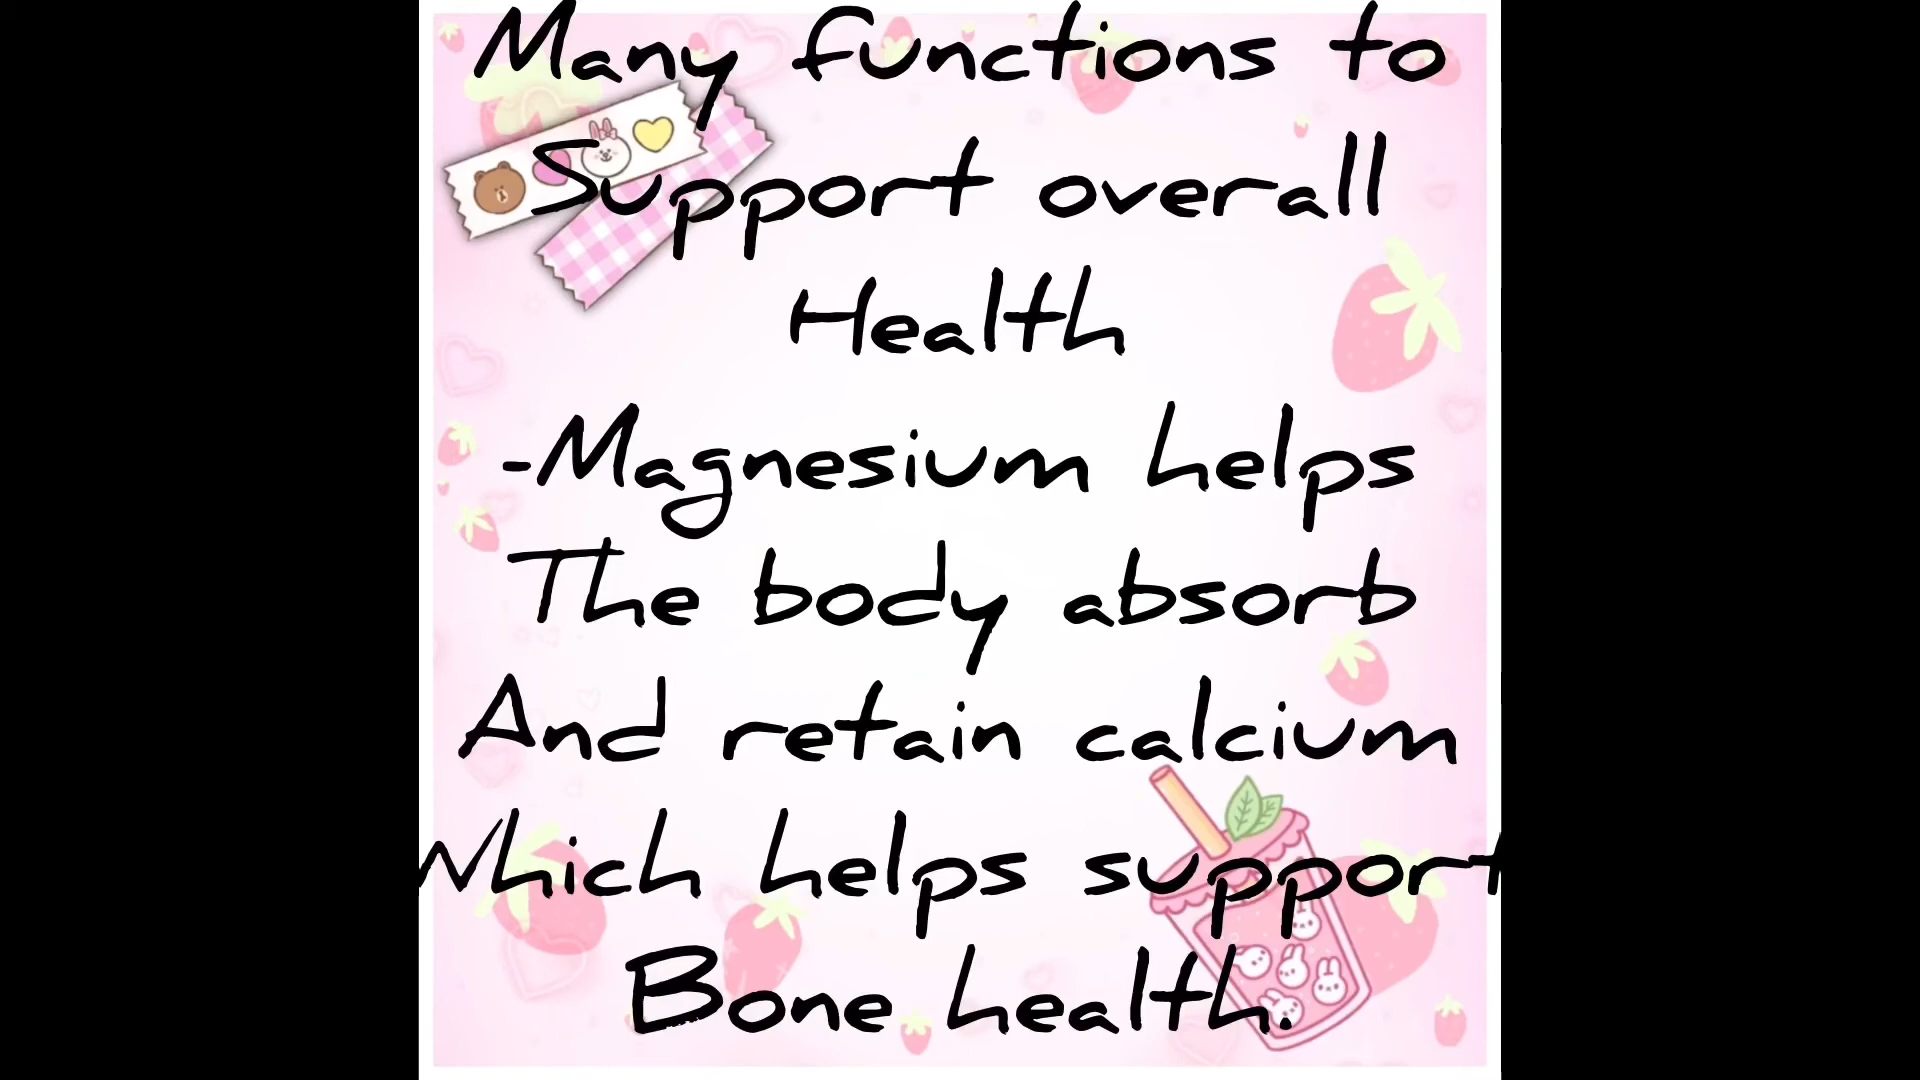 Many functions to
Support overall
Health
-Magnesium helps
The body absorb
And retain calcium
Which helps support
Bone health.